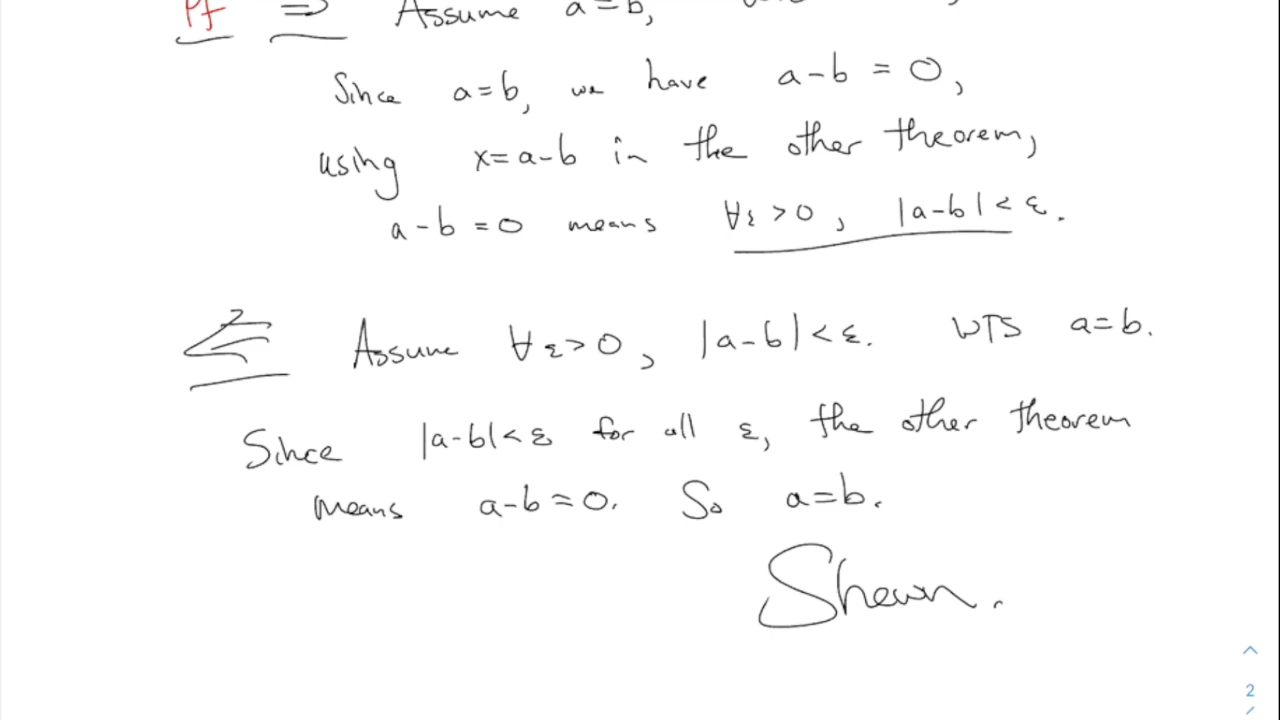 Pf ⇒ Assume a=b,
Since a=b, we have a-b = 0,
using x=a-b in the other theorem,
a-b=0 means ∀ε>0, |a-b|<ε.
⇐ Assume ∀ε>0, |a-b|<ε. WTS a=b.
Since |a-b|<ε for all ε, the other theorem
means a-b=0. So a=b.
Shewn.
2